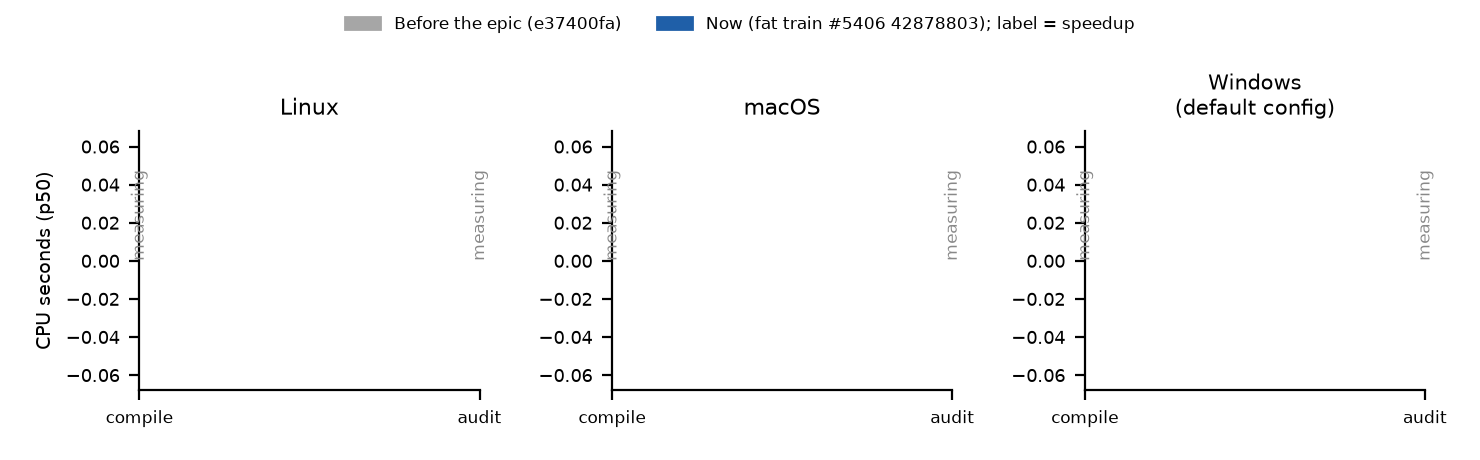 Before the epic (e37400fa)
Now (fat train #5406 42878803); label = speedup
Linux
macOS
Windows
(default config)
CPU seconds (p50)
0.06
0.04
0.02
0.00
−0.02
−0.04
−0.06
measuring
measuring
compile
audit
0.06
0.04
0.02
0.00
−0.02
−0.04
−0.06
measuring
measuring
compile
audit
0.06
0.04
0.02
0.00
−0.02
−0.04
−0.06
measuring
measuring
compile
audit